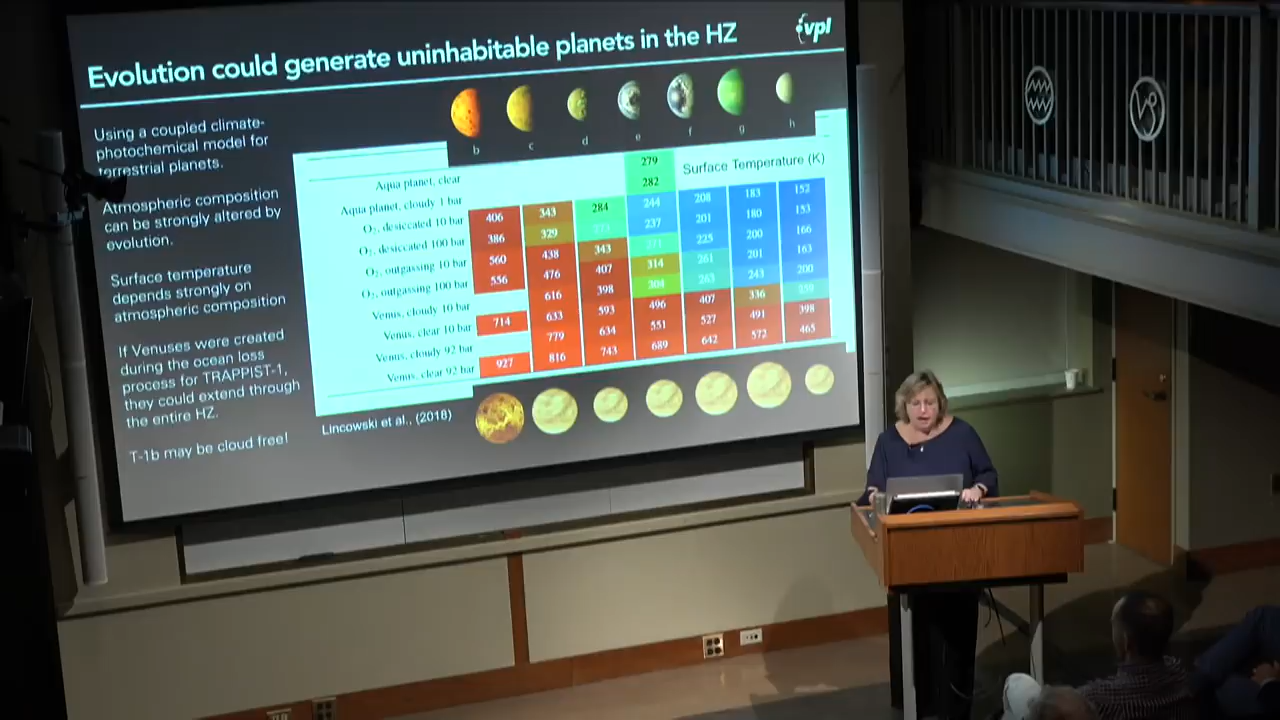 Evolution could generate uninhabitable planets in the HZ
vpl
Using a coupled climate-
photochemical model for
terrestrial planets.
Atmospheric composition
can be strongly altered by
evolution.
Surface temperature
depends strongly on
atmospheric composition
If Venuses were created
during the ocean loss
process for TRAPPIST-1,
they could extend through
the entire HZ.
T-1b may be cloud free!
b c d e f g h
Surface Temperature (K)
Aqua planet, clear 279
Aqua planet, cloudy 1 bar 282
O₂, desiccated 10 bar 406 343 284 244 208 183 152
O₂, desiccated 100 bar 386 329 237 201 180 153
O₂, outgassing 10 bar 560 438 343 225 200 166
O₂, outgassing 100 bar 556 476 407 314 261 201 163
Venus, cloudy 10 bar 616 398 304 263 243 200
Venus, clear 10 bar 714 633 593 496 407 336
Venus, cloudy 92 bar 779 634 551 527 491 398
Venus, clear 92 bar 927 816 743 689 642 572 465
Lincowski et al., (2018)